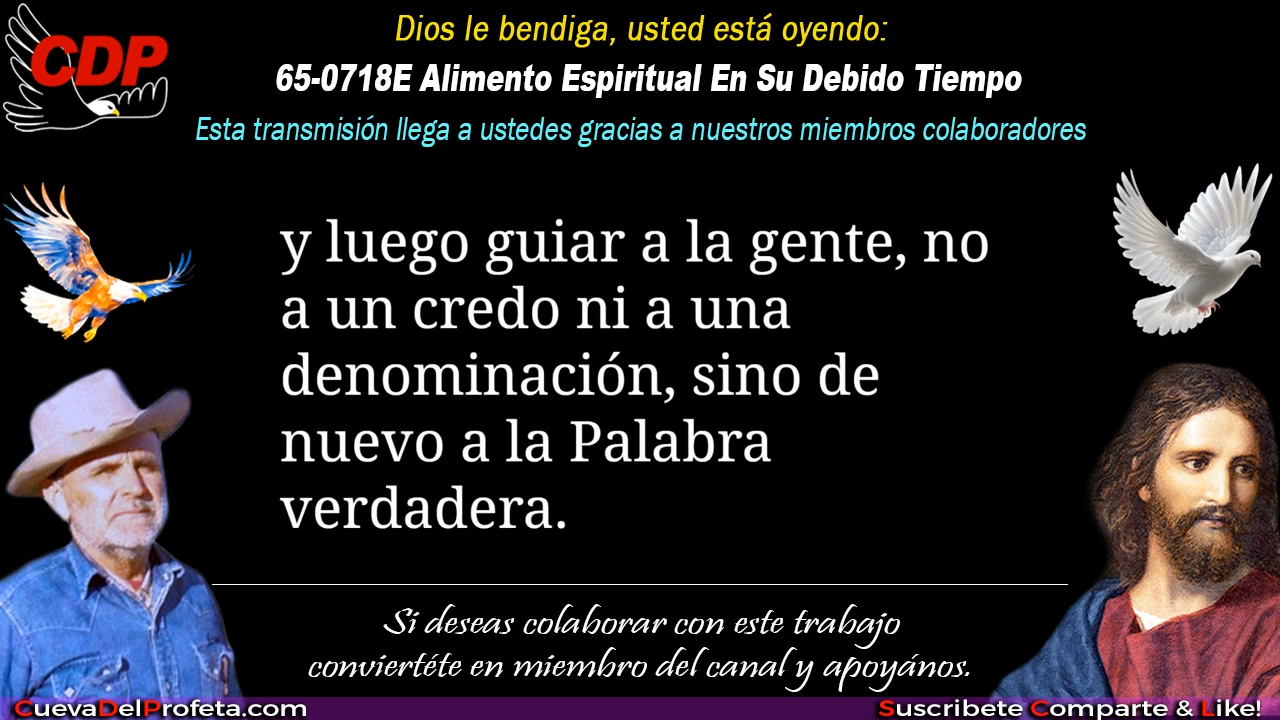 CDP
Dios le bendiga, usted está oyendo:
65-0718E Alimento Espiritual En Su Debido Tiempo
Esta transmisión llega a ustedes gracias a nuestros miembros colaboradores
y luego guiar a la gente, no
a un credo ni a una
denominación, sino de
nuevo a la Palabra
verdadera.
Si deseas colaborar con este trabajo
conviertéte en miembro del canal y apoyános.
CuevaDelProfeta.com
Suscribete Comparte & Like!